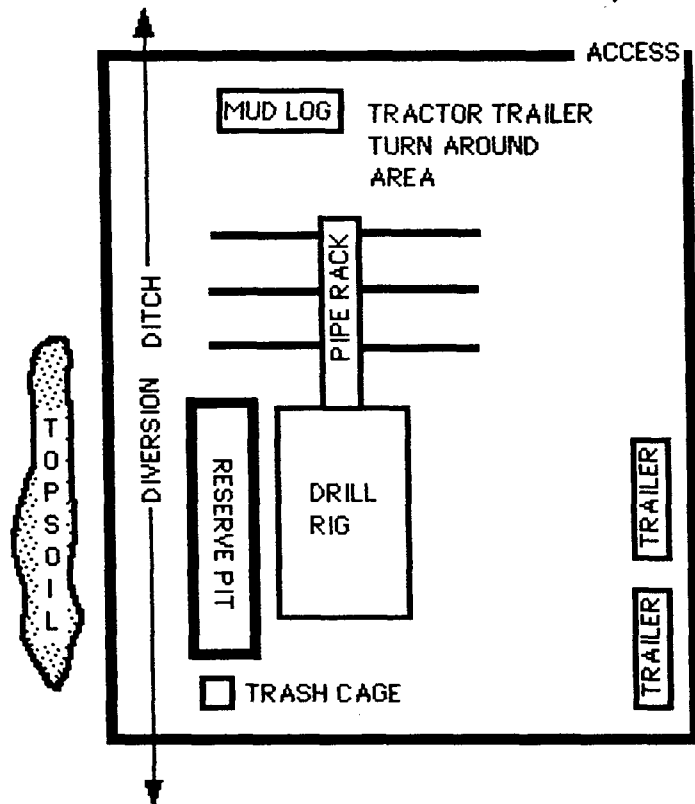 ACCESS
MUD LOG
TRACTOR TRAILER
TURN AROUND
AREA
PIPE RACK
DIVERSION DITCH
TOPSOIL
RESERVE PIT
DRILL
RIG
TRAILER
TRAILER
TRASH CAGE